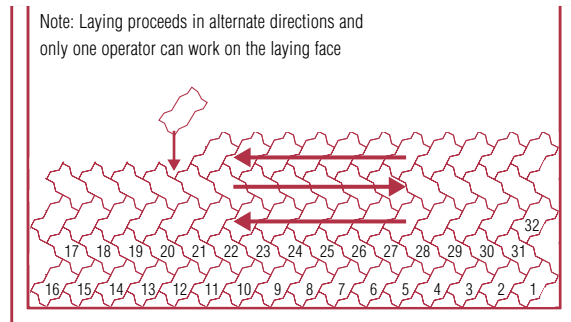 Note: Laying proceeds in alternate directions and
only one operator can work on the laying face
32
17 18 19 20 21 22 23 24 25 26 27 28 29 30 31
16 15 14 13 12 11 10 9 8 7 6 5 4 3 2 1